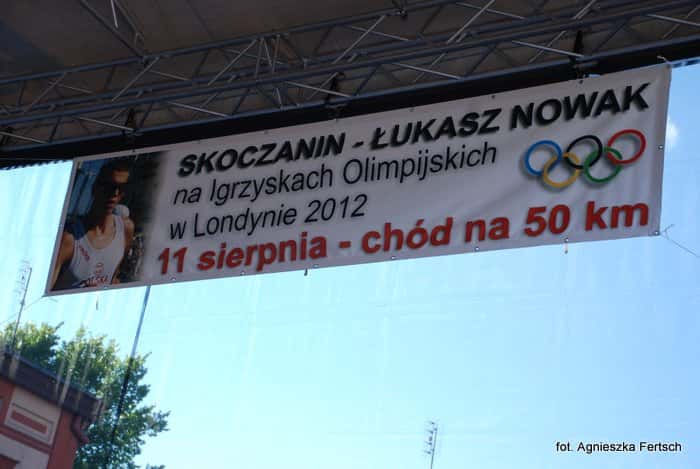 SKOCZANIN - ŁUKASZ NOWAK
na Igrzyskach Olimpijskich
w Londynie 2012
11 sierpnia - chód na 50 km
fot. Agnieszka Fertsch